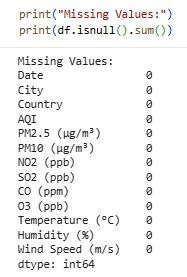 print("Missing Values:")
print(df.isnull().sum())
Missing Values:
Date 0
City 0
Country 0
AQI 0
PM2.5 (µg/m³) 0
PM10 (µg/m³) 0
NO2 (ppb) 0
SO2 (ppb) 0
CO (ppm) 0
O3 (ppb) 0
Temperature (°C) 0
Humidity (%) 0
Wind Speed (m/s) 0
dtype: int64